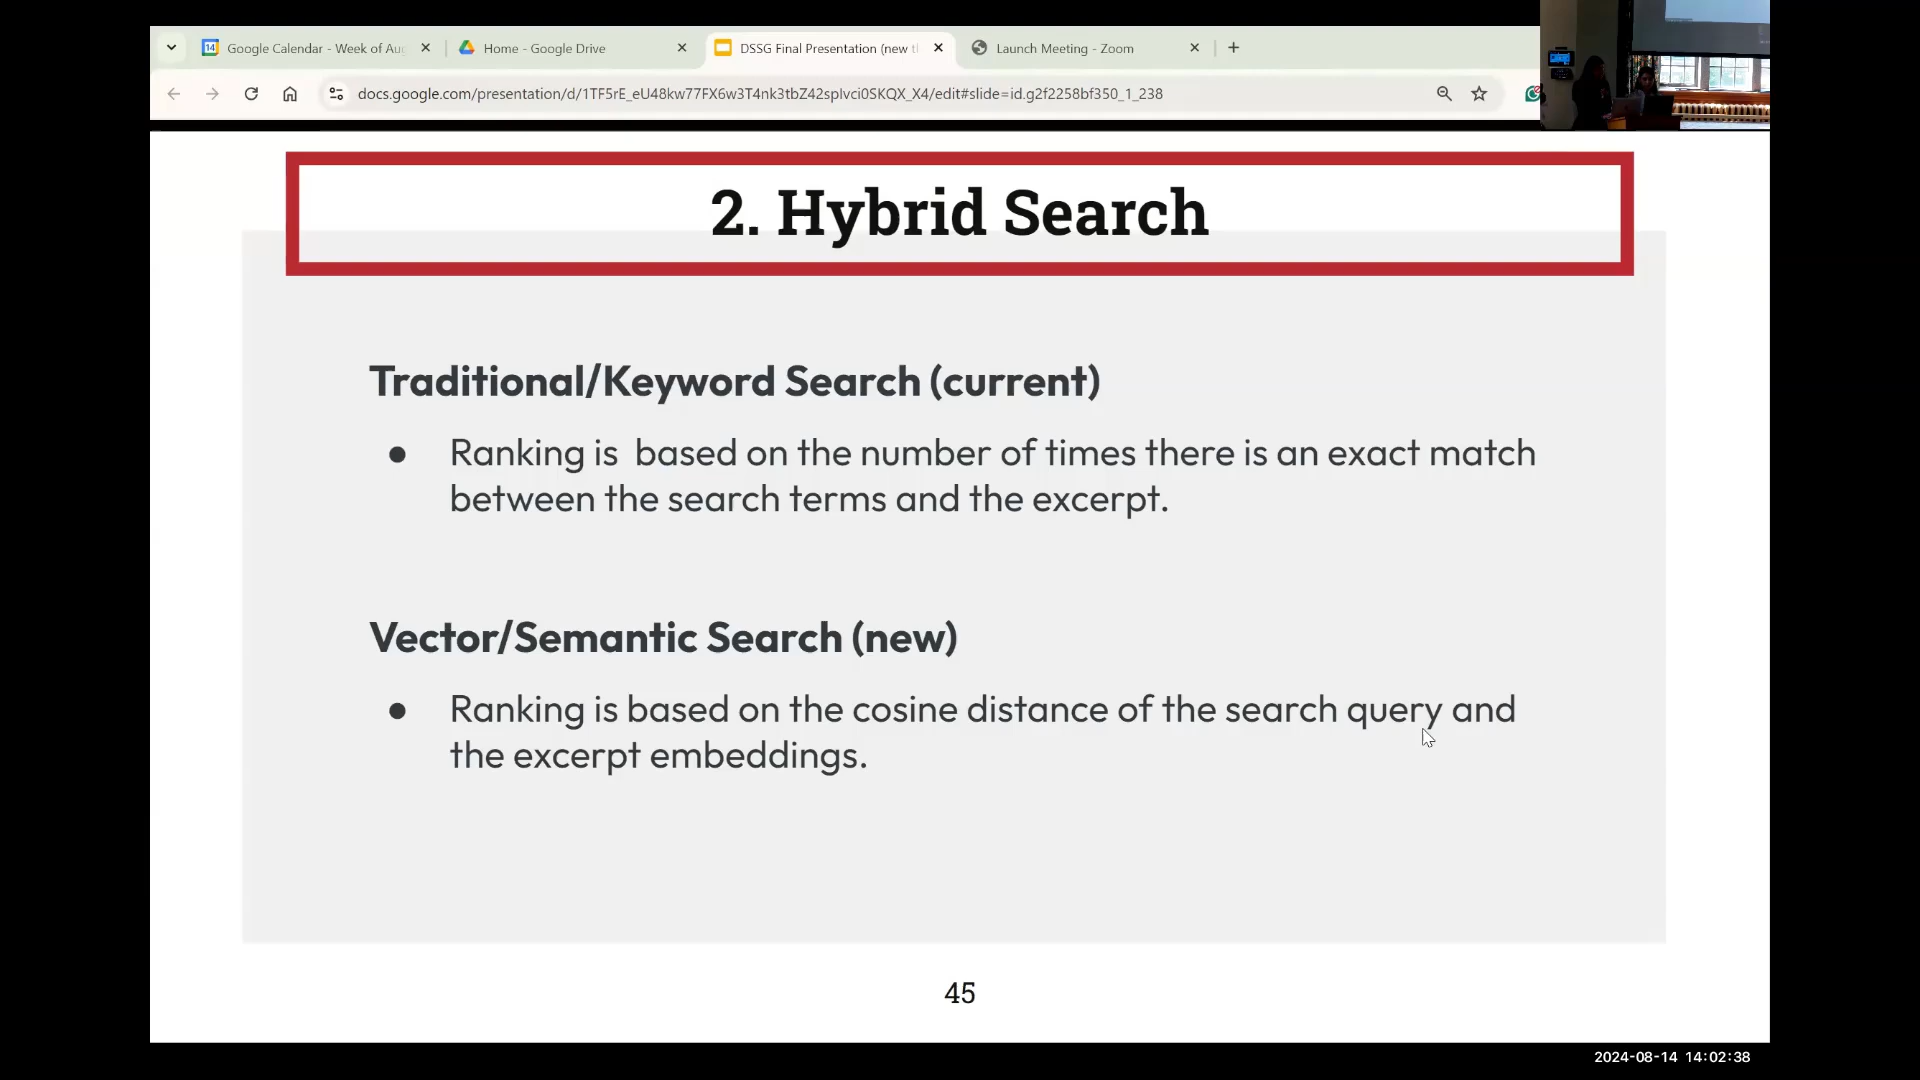 Google Calendar - Week of Au
Home - Google Drive
DSSG Final Presentation (new t
Launch Meeting - Zoom
docs.google.com/presentation/d/1TF5rE_eU48kw77FX6w3T4nk3tbZ42spIvci0SKQX_X4/edit#slide=id.g2f2258bf350_1_238
2. Hybrid Search
Traditional/Keyword Search (current)
● Ranking is  based on the number of times there is an exact match
between the search terms and the excerpt.
Vector/Semantic Search (new)
● Ranking is based on the cosine distance of the search query and
the excerpt embeddings.
45
2024-08-14 14:02:38